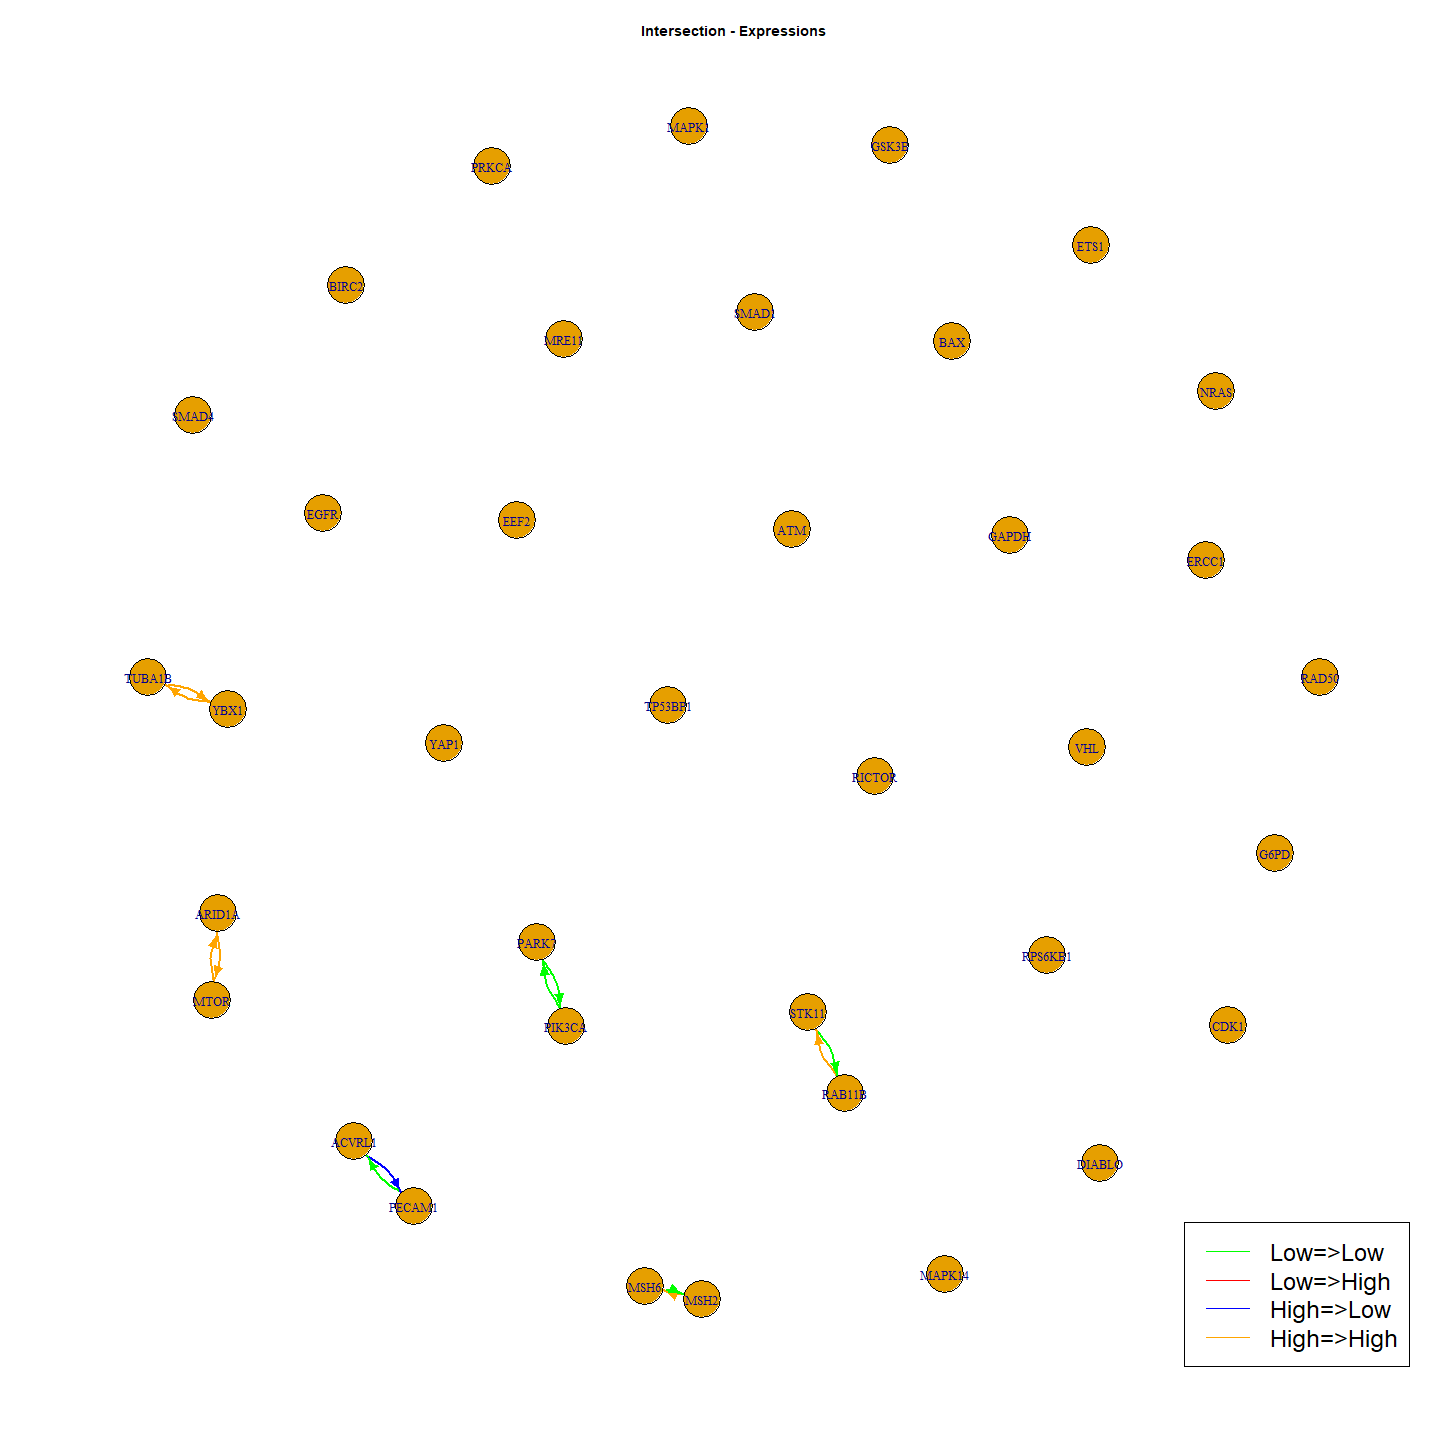 Intersection - Expressions
MAPK1
GSK3B
PRKCA
ETS1
BIRC2
SMAD1
MRE11
BAX
NRAS
SMAD4
EGFR
EEF2
ATM
GAPDH
ERCC1
TUBA1B
RAD50
YBX1
TP53BP1
YAP1
VHL
RICTOR
G6PD
ARID1A
PARK7
RPS6KB1
MTOR
STK11
PIK3CA
CDK1
RAB11B
ACVRL1
DIABLO
PECAM1
Low=>Low
MAPK14
Low=>High
MSH6
MSH2
High=>Low
High=>High